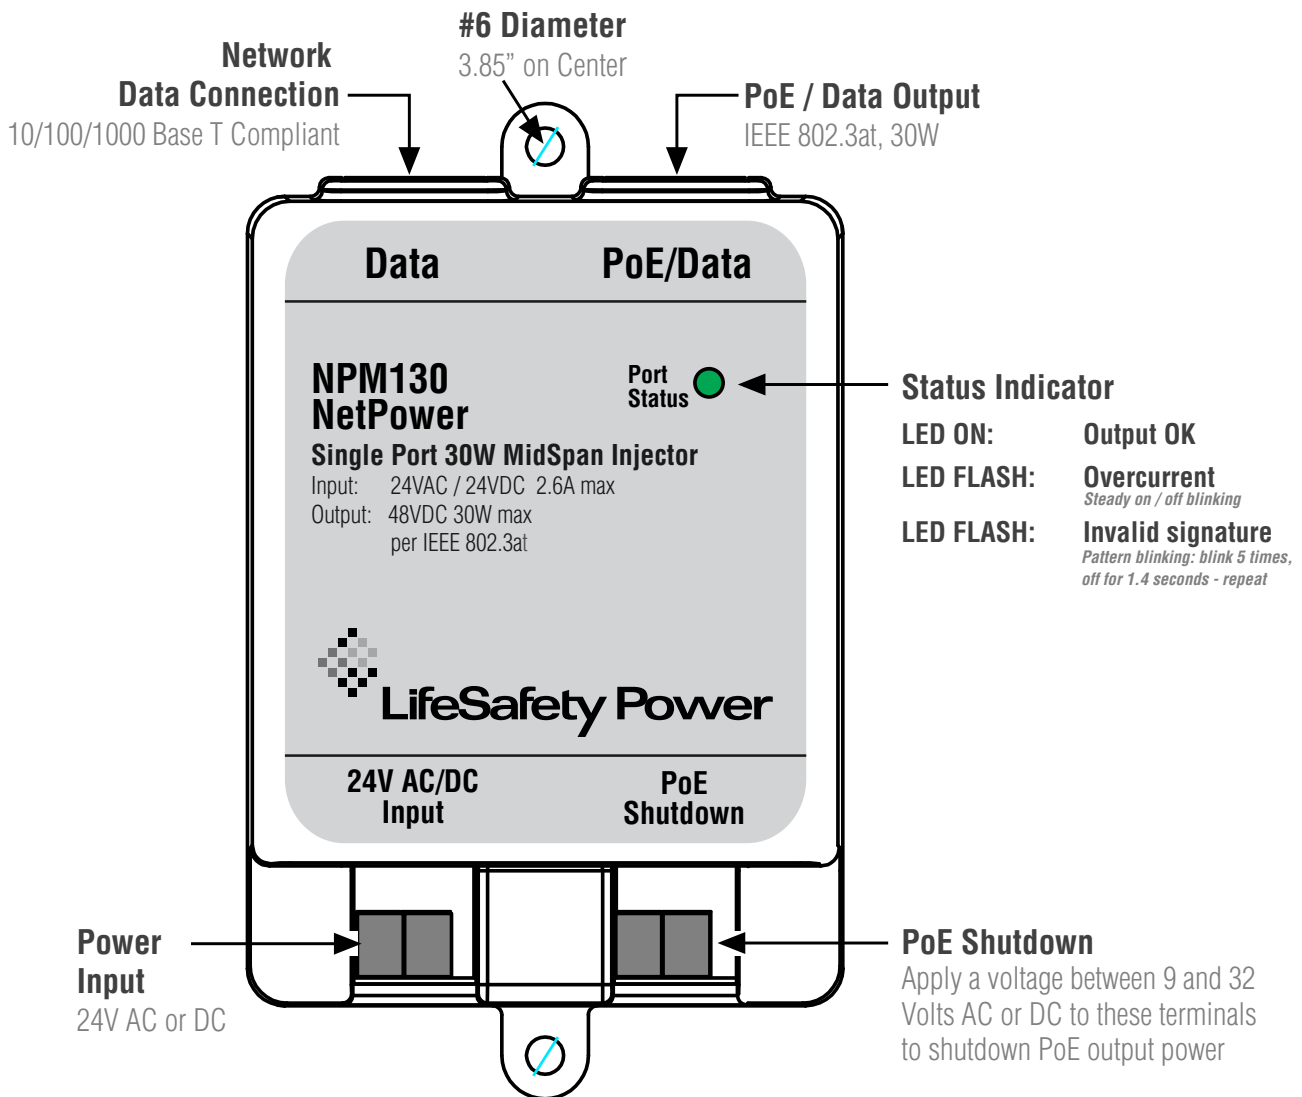 #6 Diameter
3.85” on Center
Network
Data Connection
10/100/1000 Base T Compliant
PoE / Data Output
IEEE 802.3at, 30W
Data
PoE/Data
NPM130
NetPower
Port
Status
Single Port 30W MidSpan Injector
Input: 24VAC / 24VDC 2.6A max
Output: 48VDC 30W max
per IEEE 802.3at
Status Indicator
LED ON: Output OK
LED FLASH: Overcurrent
Steady on / off blinking
LED FLASH: Invalid signature
Pattern blinking: blink 5 times,
off for 1.4 seconds - repeat
LifeSafety Power
24V AC/DC
Input
PoE
Shutdown
Power
Input
24V AC or DC
PoE Shutdown
Apply a voltage between 9 and 32
Volts AC or DC to these terminals
to shutdown PoE output power